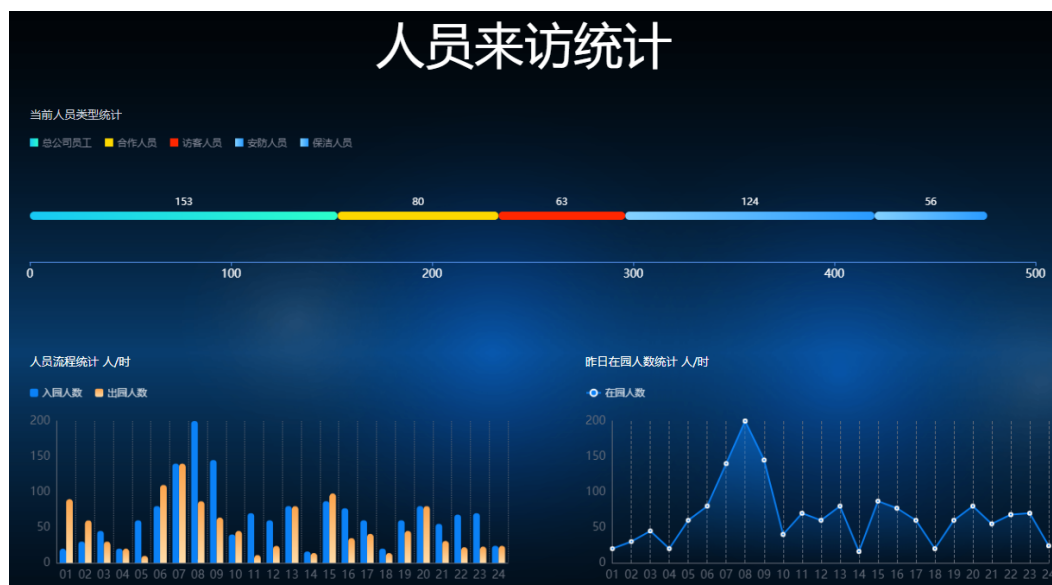 人员来访统计
当前人员类型统计
总公司员工 合作人员 访客人员 安防人员 保洁人员
153 80 63 124 56
0 100 200 300 400 500
人员流程统计 人/时
入园人数 出园人数
200
150
100
50
0
01 02 03 04 05 06 07 08 09 10 11 12 13 14 15 16 17 18 19 20 21 22 23 24
昨日在园人数统计 人/时
在园人数
200
150
100
50
0
01 02 03 04 05 06 07 08 09 10 11 12 13 14 15 16 17 18 19 20 21 22 23 24